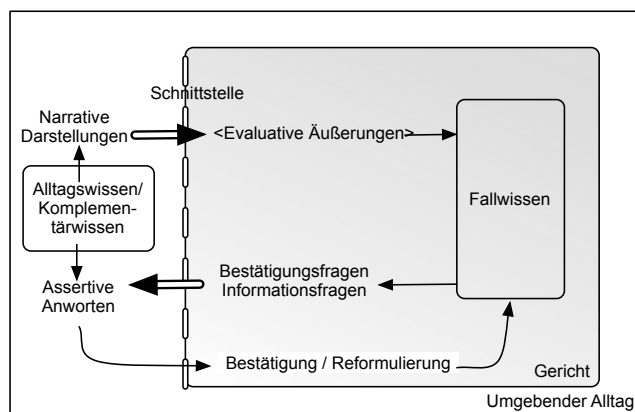 Schnittstelle
Narrative
Darstellungen
<Evaluative Äußerungen>
Alltagswissen/
Komplemen-
tärwissen
Fallwissen
Bestätigungsfragen
Informationsfragen
Assertive
Anworten
Bestätigung / Reformulierung
Gericht
Umgebender Alltag